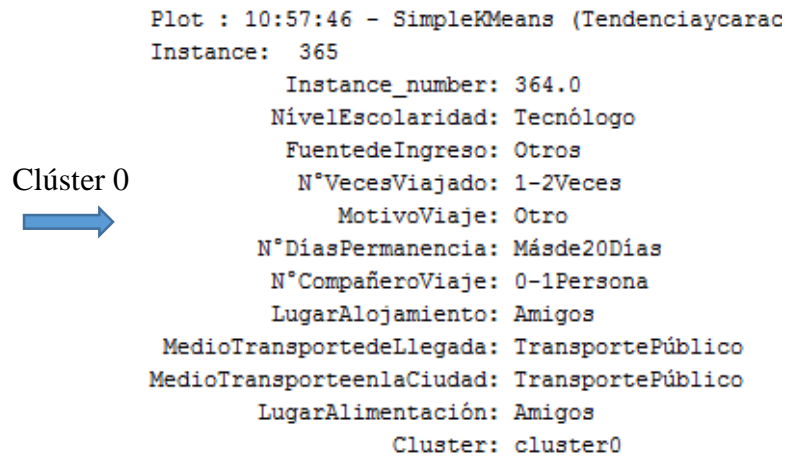 Plot : 10:57:46 - SimpleKMeans (Tendenciaycarac
Instance: 365
Instance_number: 364.0
NívelEscolaridad: Tecnólogo
FuentedeIngreso: Otros
Clúster 0
N°VecesViajado: 1-2Veces
MotivoViaje: Otro
N°DíasPermanencia: Másde20Días
N°CompañeroViaje: 0-1Persona
LugarAlojamiento: Amigos
MedioTransportedeLlegada: TransportePúblico
MedioTransporteenlaCiudad: TransportePúblico
LugarAlimentación: Amigos
Cluster: cluster0